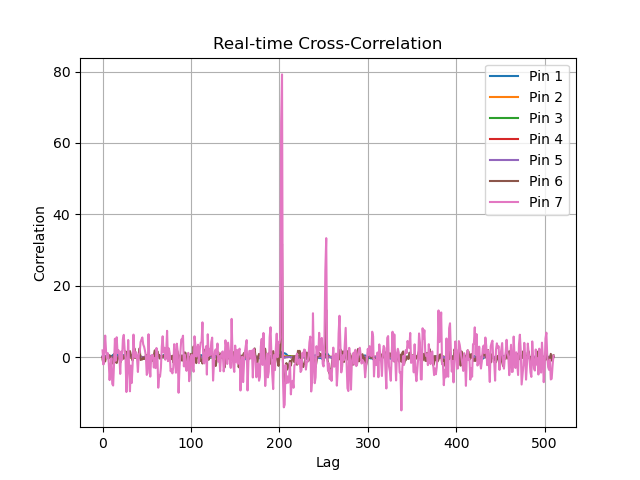 Real-time Cross-Correlation
Correlation
80
60
40
20
0
0 100 200 300 400 500
Lag
Pin 1
Pin 2
Pin 3
Pin 4
Pin 5
Pin 6
Pin 7